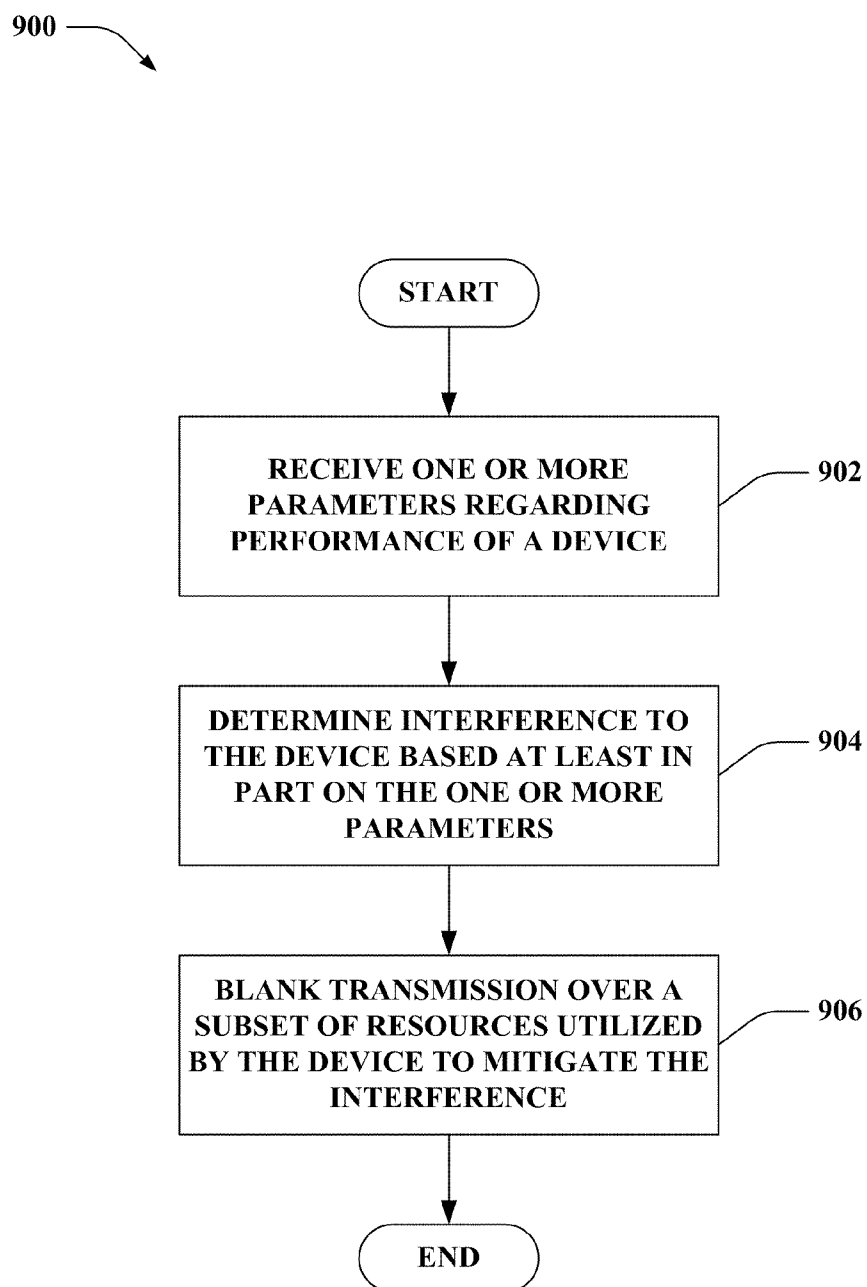 900
START
RECEIVE ONE OR MORE
PARAMETERS REGARDING
PERFORMANCE OF A DEVICE
902
DETERMINE INTERFERENCE TO
THE DEVICE BASED AT LEAST IN
PART ON THE ONE OR MORE
PARAMETERS
904
BLANK TRANSMISSION OVER A
SUBSET OF RESOURCES UTILIZED
BY THE DEVICE TO MITIGATE THE
INTERFERENCE
906
END